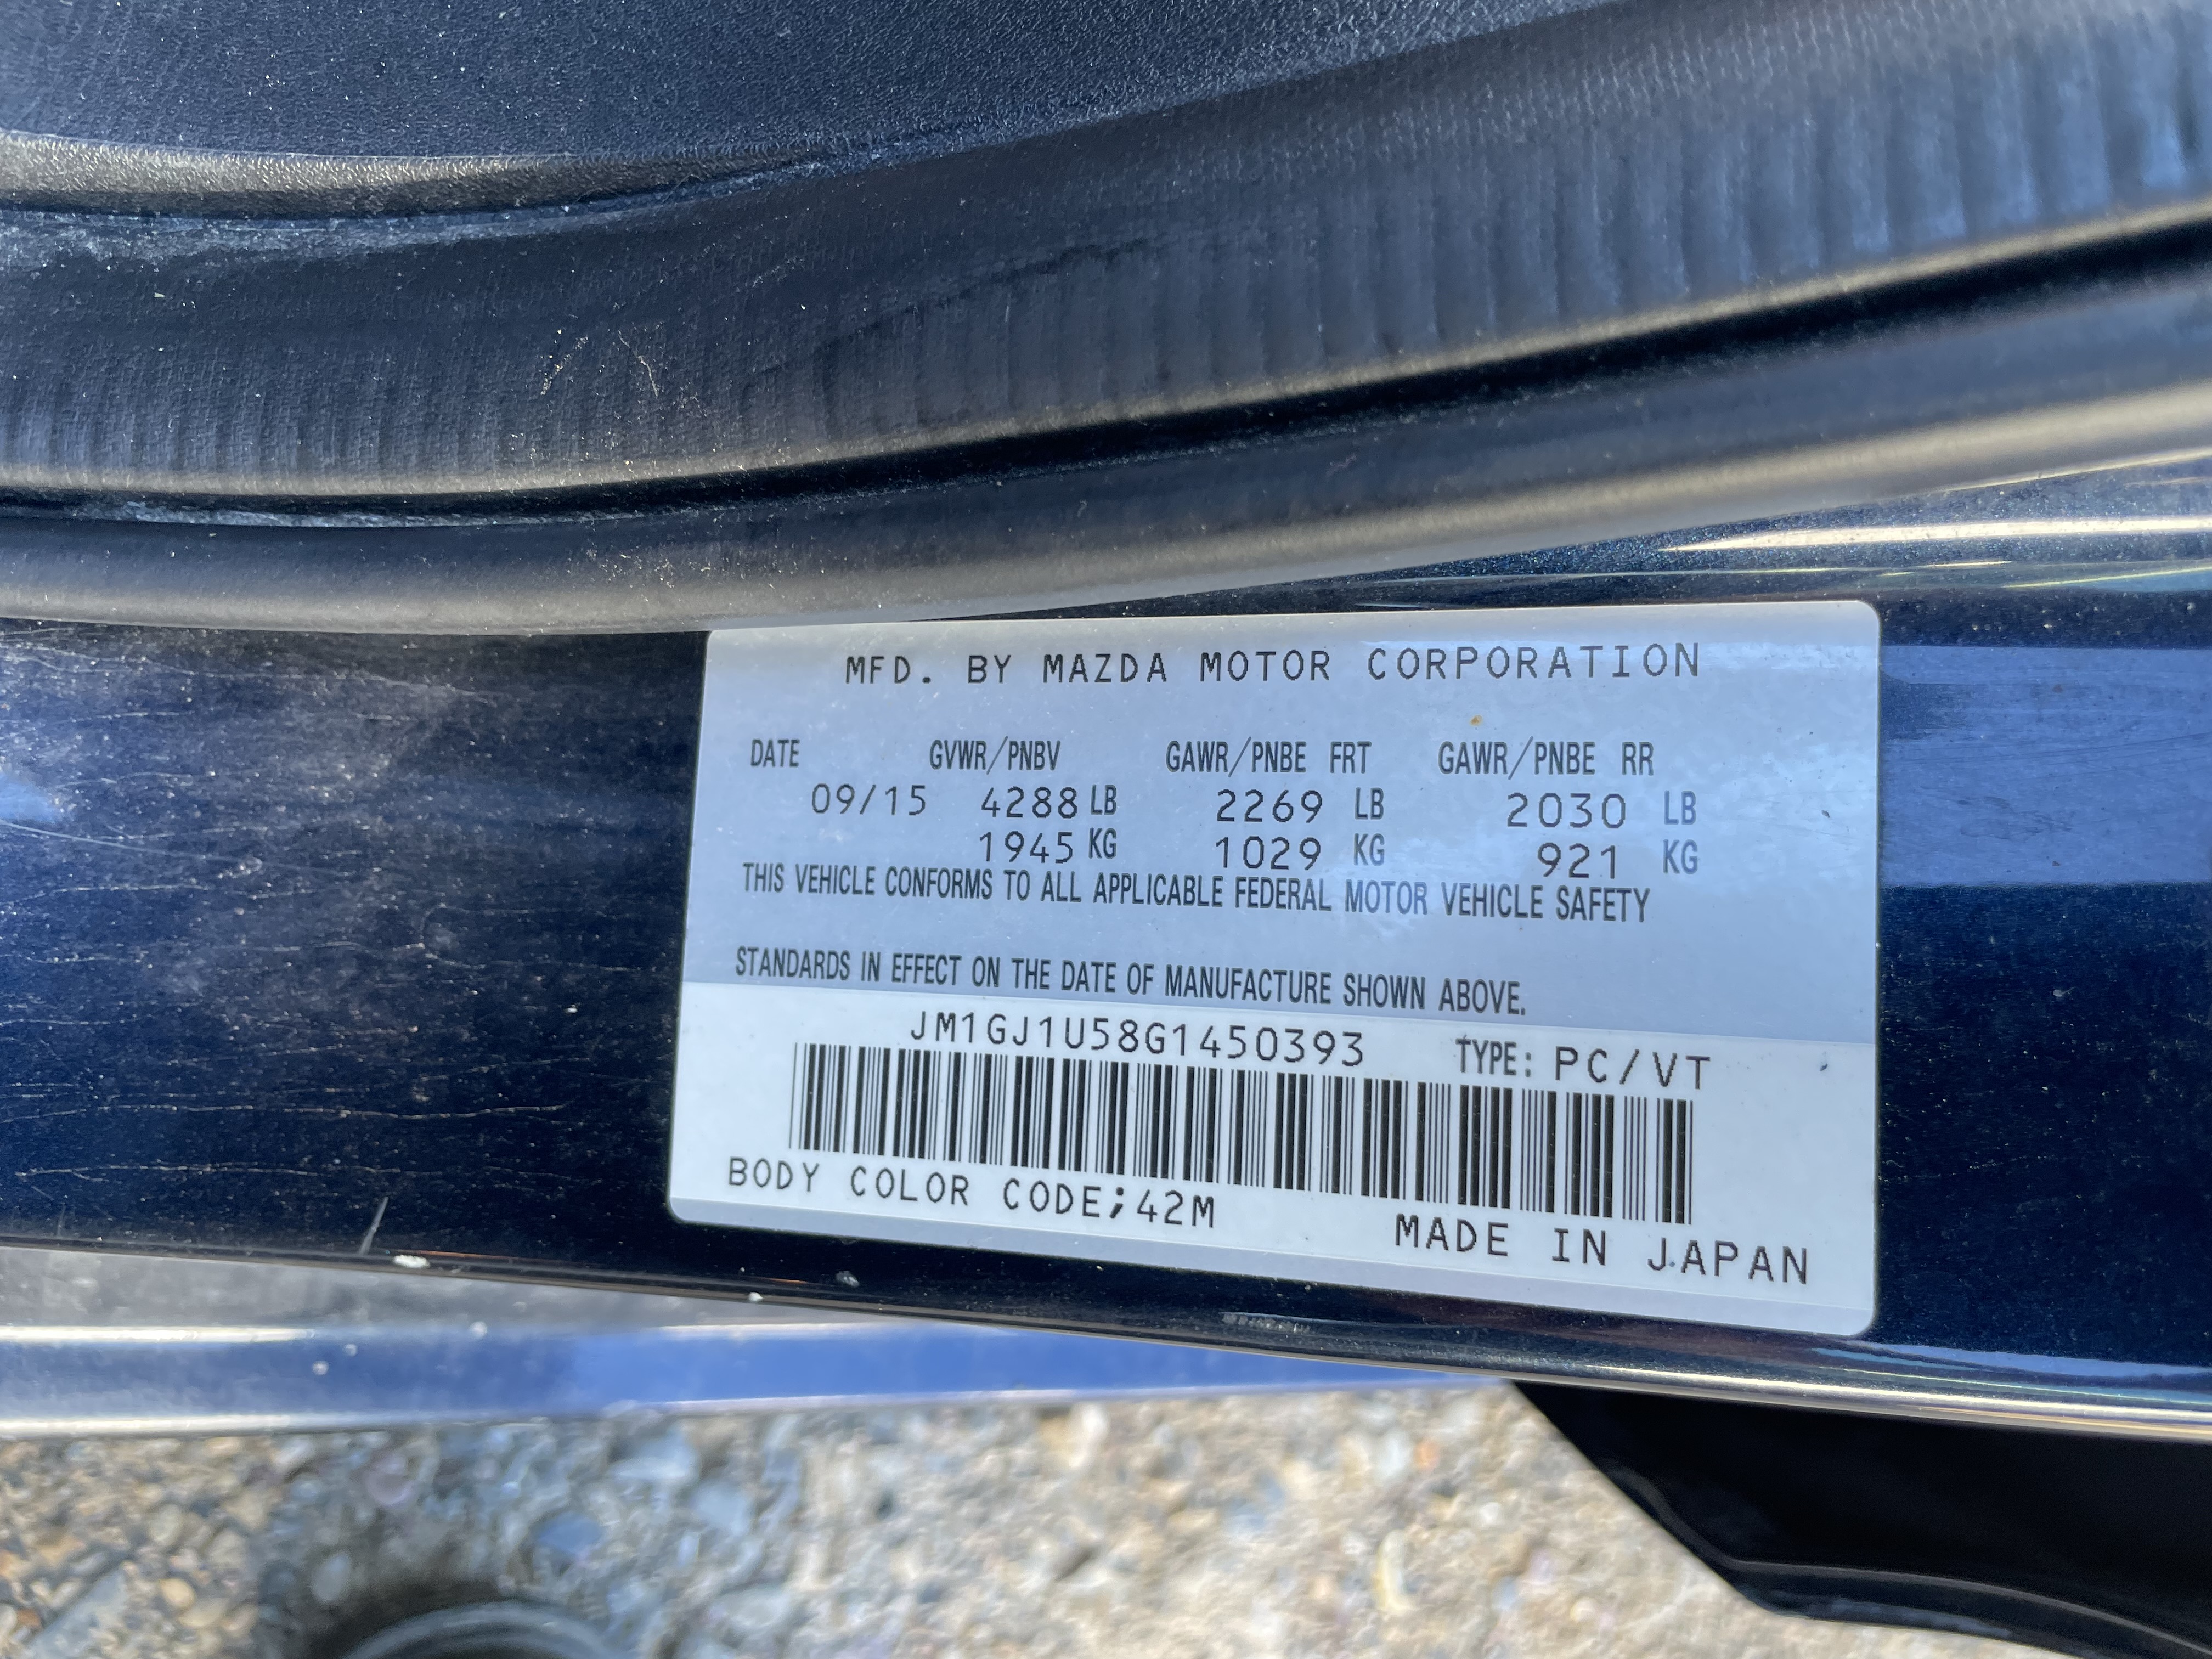 MFD. BY MAZDA MOTOR CORPORATION
DATE GVWR/PNBV GAWR/PNBE FRT GAWR/PNBE RR
09/15 4288 LB 2269 LB 2030 LB
1945 KG 1029 KG 921 KG
THIS VEHICLE CONFORMS TO ALL APPLICABLE FEDERAL MOTOR VEHICLE SAFETY
STANDARDS IN EFFECT ON THE DATE OF MANUFACTURE SHOWN ABOVE.
JM1GJ1U58G1450393 TYPE: PC/VT
BODY COLOR CODE;42M
MADE IN JAPAN